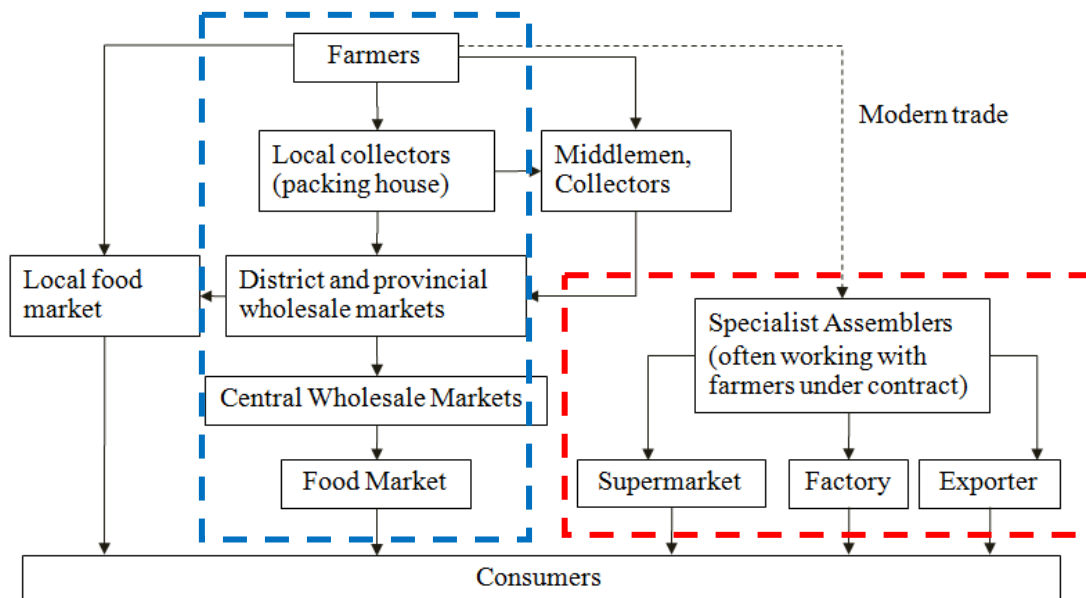 Farmers
Modern trade
Local collectors
(packing house)
Middlemen,
Collectors
Local food
market
District and provincial
wholesale markets
Specialist Assemblers
(often working with
farmers under contract)
Central Wholesale Markets
Food Market
Supermarket
Factory
Exporter
Consumers